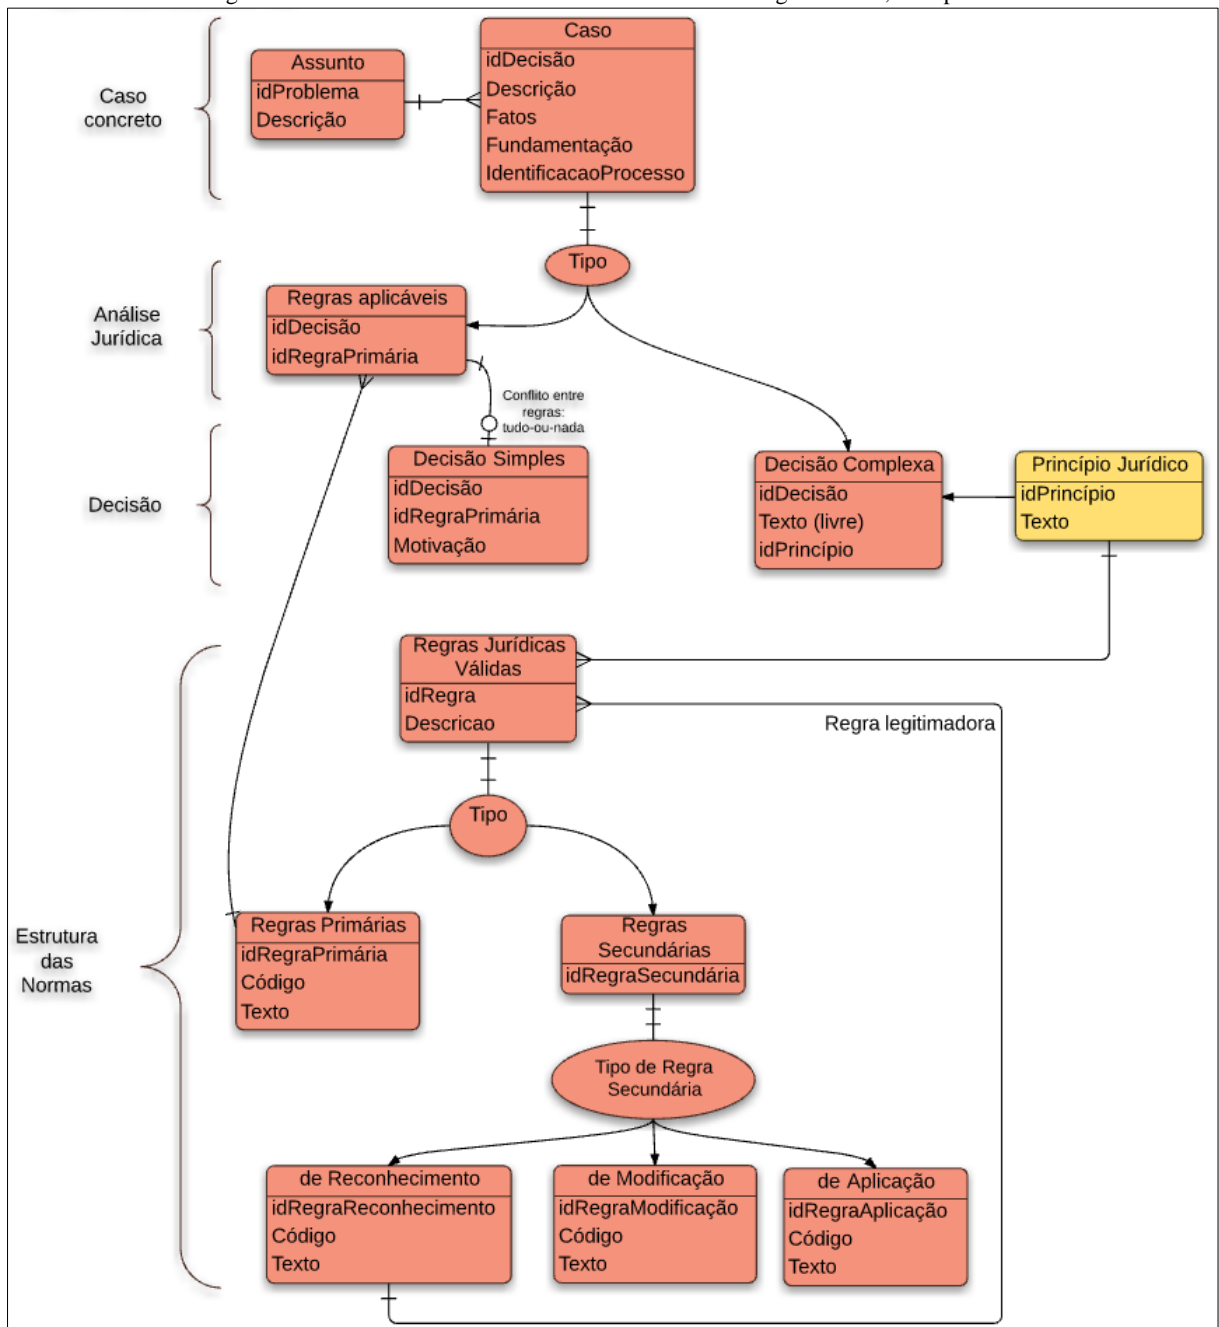 Caso
concreto
Assunto
idProblema
Descrição
Caso
idDecisão
Descrição
Fatos
Fundamentação
IdentificacaoProcesso
Tipo
Análise
Jurídica
Regras aplicáveis
idDecisão
idRegraPrimária
Conflito entre
regras:
tudo-ou-nada
Decisão
Decisão Simples
idDecisão
idRegraPrimária
Motivação
Decisão Complexa
idDecisão
Texto (livre)
idPrincípio
Princípio Jurídico
idPrincípio
Texto
Regras Jurídicas
Válidas
idRegra
Descricao
Regra legitimadora
Tipo
Estrutura
das
Normas
Regras Primárias
idRegraPrimária
Código
Texto
Regras
Secundárias
idRegraSecundária
Tipo de Regra
Secundária
de Reconhecimento
idRegraReconhecimento
Código
Texto
de Modificação
idRegraModificação
Código
Texto
de Aplicação
idRegraAplicação
Código
Texto